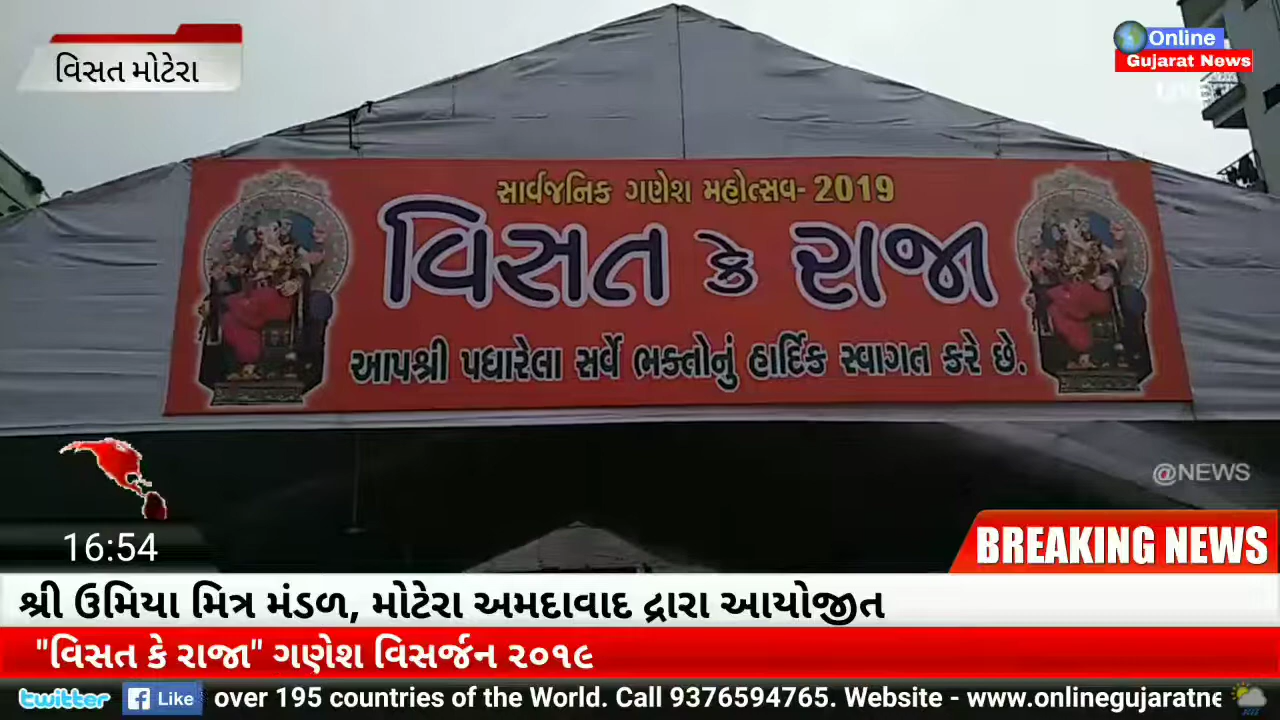 વિસત મોટેરા
Online
Gujarat News
LIVE
સાર્વજનિક ગણેશ મહોત્સવ- 2019
વિસત કે રાજા
આપશ્રી પધારેલા સર્વે ભક્તોનું હાર્દિક સ્વાગત કરે છે.
@NEWS
16:54
BREAKING NEWS
શ્રી ઉમિયા મિત્ર મંડળ, મોટેરા અમદાવાદ દ્રારા આયોજીત
"વિસત કે રાજા" ગણેશ વિસર્જન ૨૦૧૯
twitter Like over 195 countries of the World. Call 9376594765. Website - www.onlinegujaratne